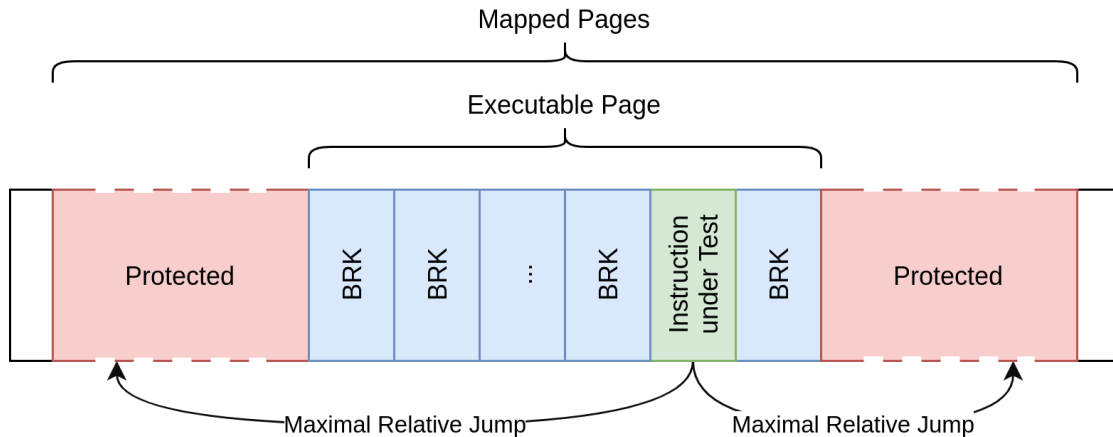 Mapped Pages
Executable Page
Protected
BRK
BRK
...
BRK
Instruction
under Test
BRK
Protected
Maximal Relative Jump
Maximal Relative Jump